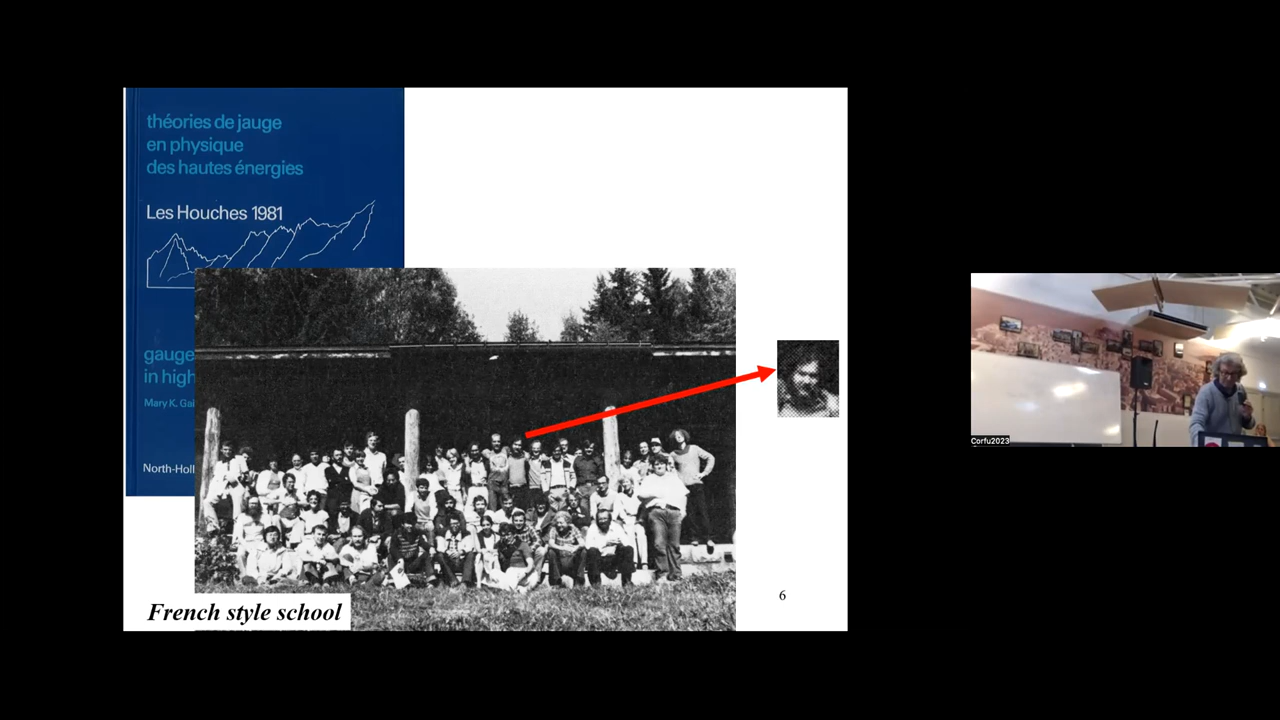 théories de jauge
en physique
des hautes énergies
Les Houches 1981
gauge
in high
Mary K. Gai
North-Holl
French style school
6
Corfu2023